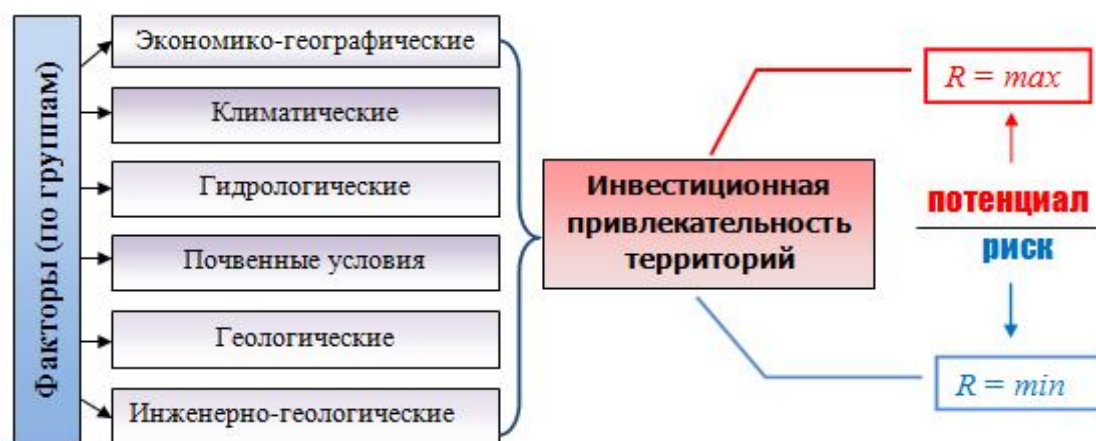 Факторы (по группам)
Экономико-географические
Климатические
Гидрологические
Почвенные условия
Геологические
Инженерно-геологические
Инвестиционная
привлекательность
территорий
R = max
потенциал
риск
R = min